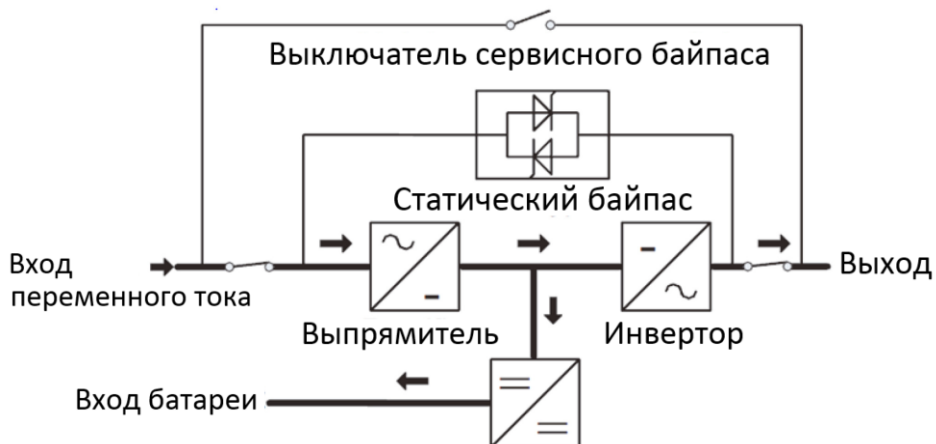 Выключатель сервисного байпаса
Статический байпас
Вход
переменного тока
Выход
Выпрямитель
Инвертор
Вход батареи